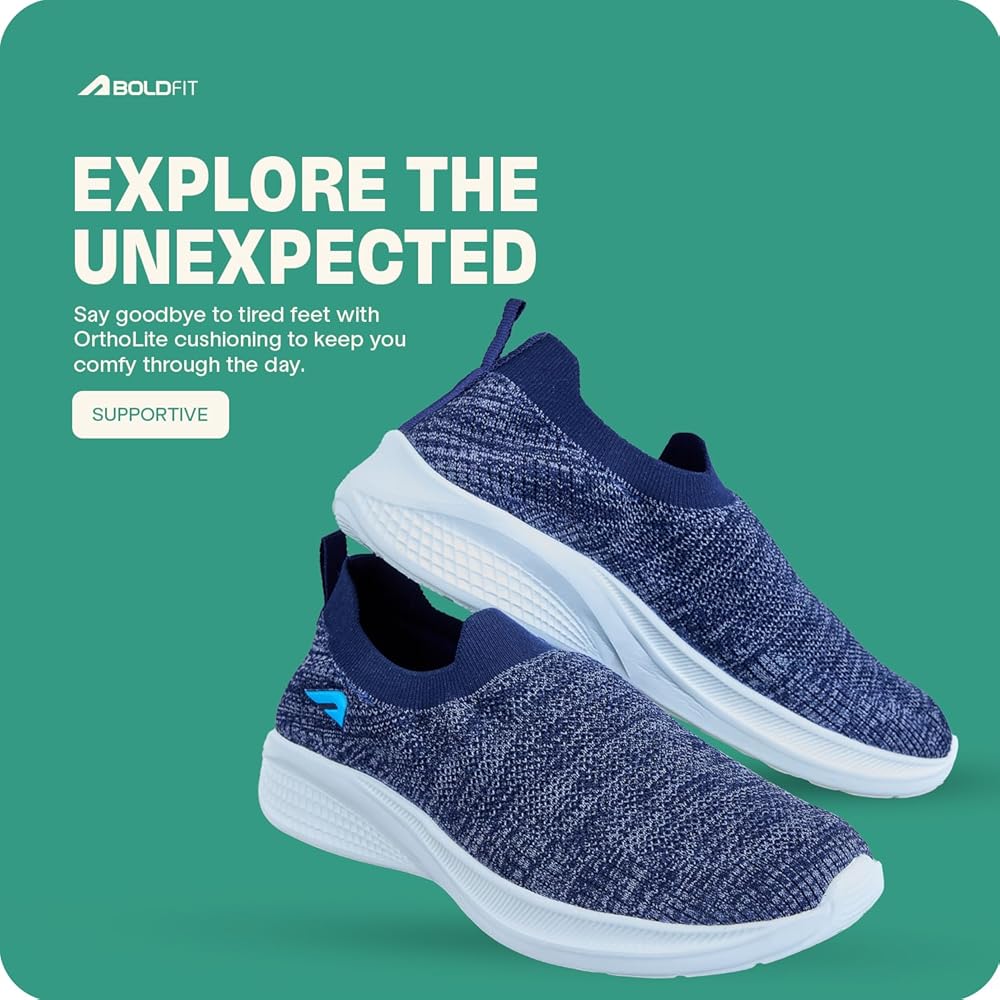 BOLDFIT
EXPLORE THE
UNEXPECTED
Say goodbye to tired feet with
OrthoLite cushioning to keep you
comfy through the day.
SUPPORTIVE